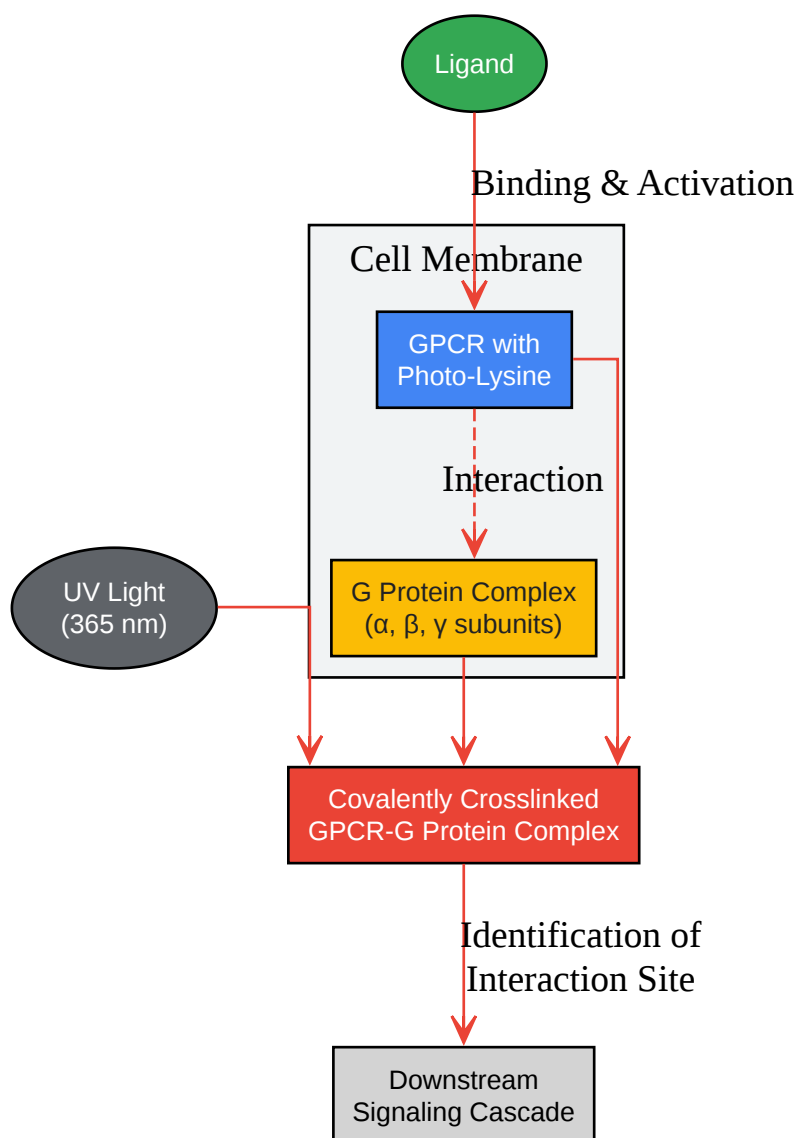 Ligand
Binding & Activation
Cell Membrane
GPCR with
Photo-Lysine
Interaction
UV Light
(365 nm)
G Protein Complex
(α, β, γ subunits)
Covalently Crosslinked
GPCR-G Protein Complex
Identification of
Interaction Site
Downstream
Signaling Cascade